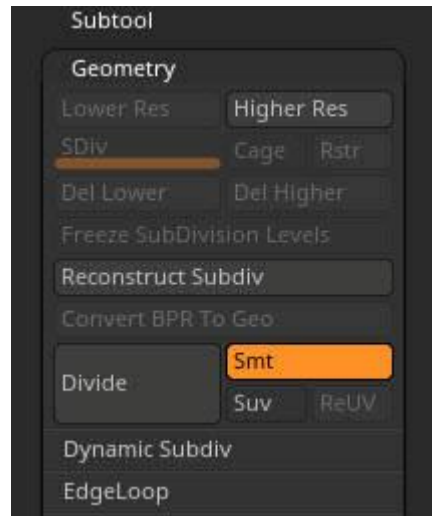 Subtool
Geometry
Lower Res Higher Res
SDiv Cage Rstr
Del Lower Del Higher
Freeze SubDivision Levels
Reconstruct Subdiv
Convert BPR To Geo
Smt
Divide
Suv ReUV
Dynamic Subdiv
EdgeLoop